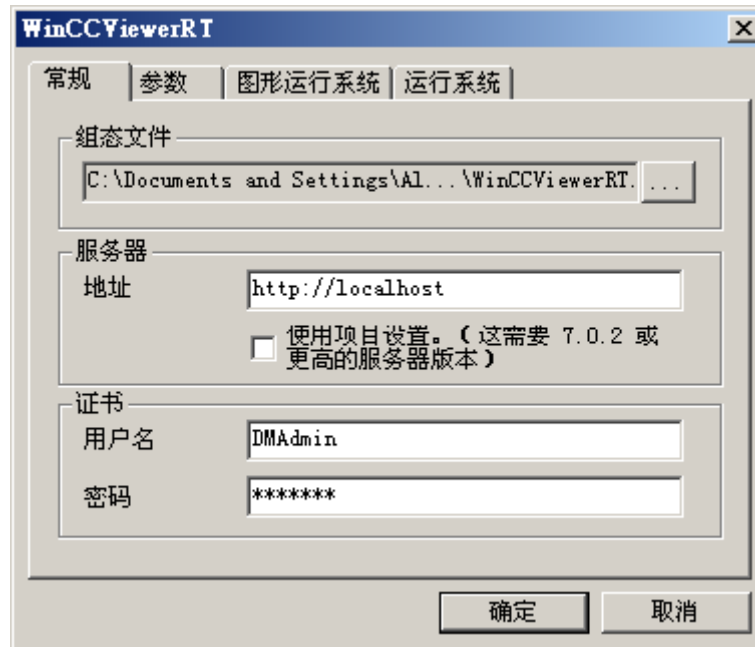 WinCCViewerRT
常规 参数 图形运行系统 运行系统
组态文件
C:\Documents and Settings\Al...\WinCCViewerRT. ...
服务器
地址 http://localhost
使用项目设置。(这需要 7.0.2 或
更高的服务器版本)
证书
用户名 DMAdmin
密码 *******
确定 取消